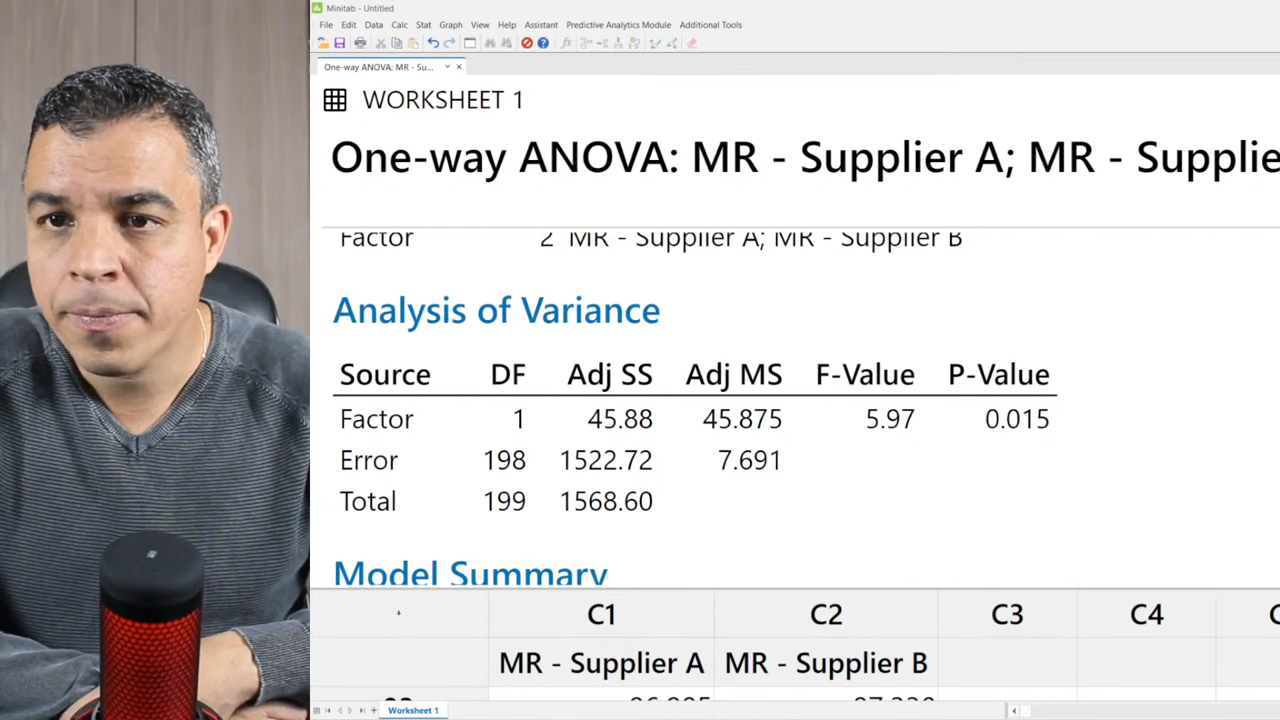 Minitab - Untitled
File Edit Data Calc Stat Graph View Help Assistant Predictive Analytics Module Additional Tools
One-way ANOVA: MR - Su...
WORKSHEET 1
One-way ANOVA: MR - Supplier A; MR - Supplie
Factor 2 MR - Supplier A; MR - Supplier B
Analysis of Variance
Source DF Adj SS Adj MS F-Value P-Value
Factor 1 45.88 45.875 5.97 0.015
Error 198 1522.72 7.691
Total 199 1568.60
Model Summary
C1 C2 C3 C4
MR - Supplier A MR - Supplier B
Worksheet 1